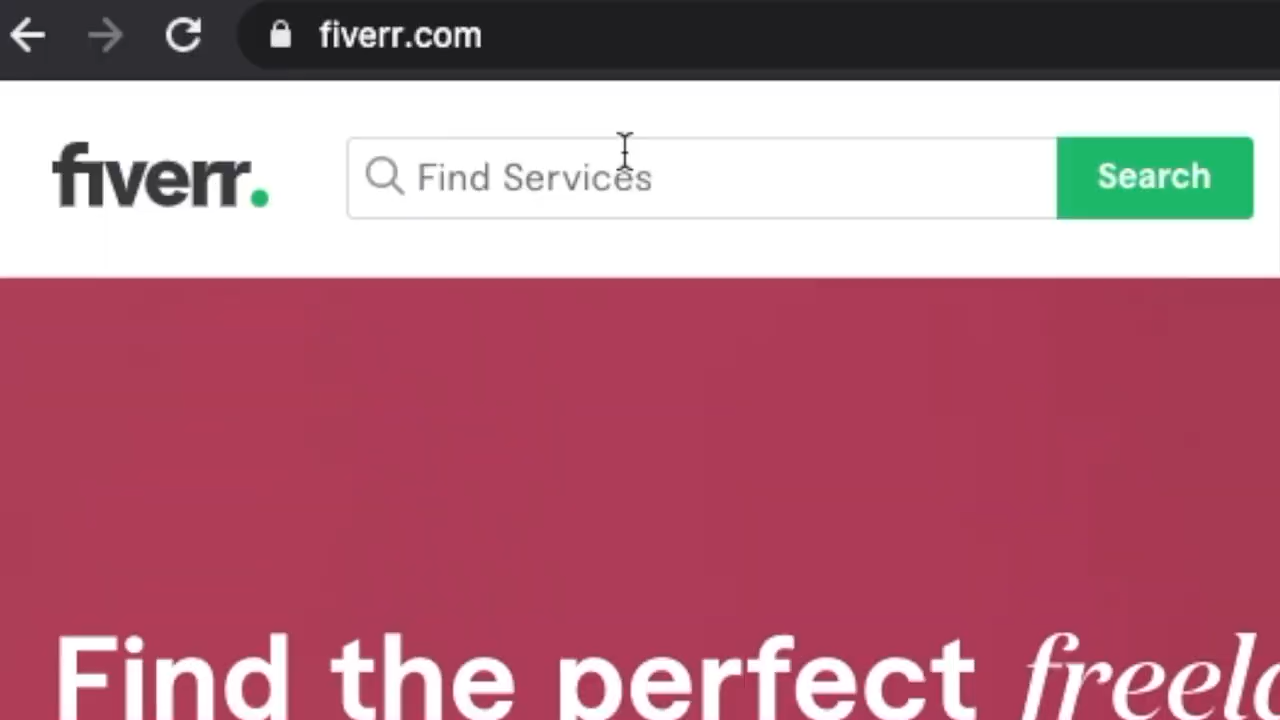 fiverr.com
fiverr.
Find Services
Search
Find the perfect